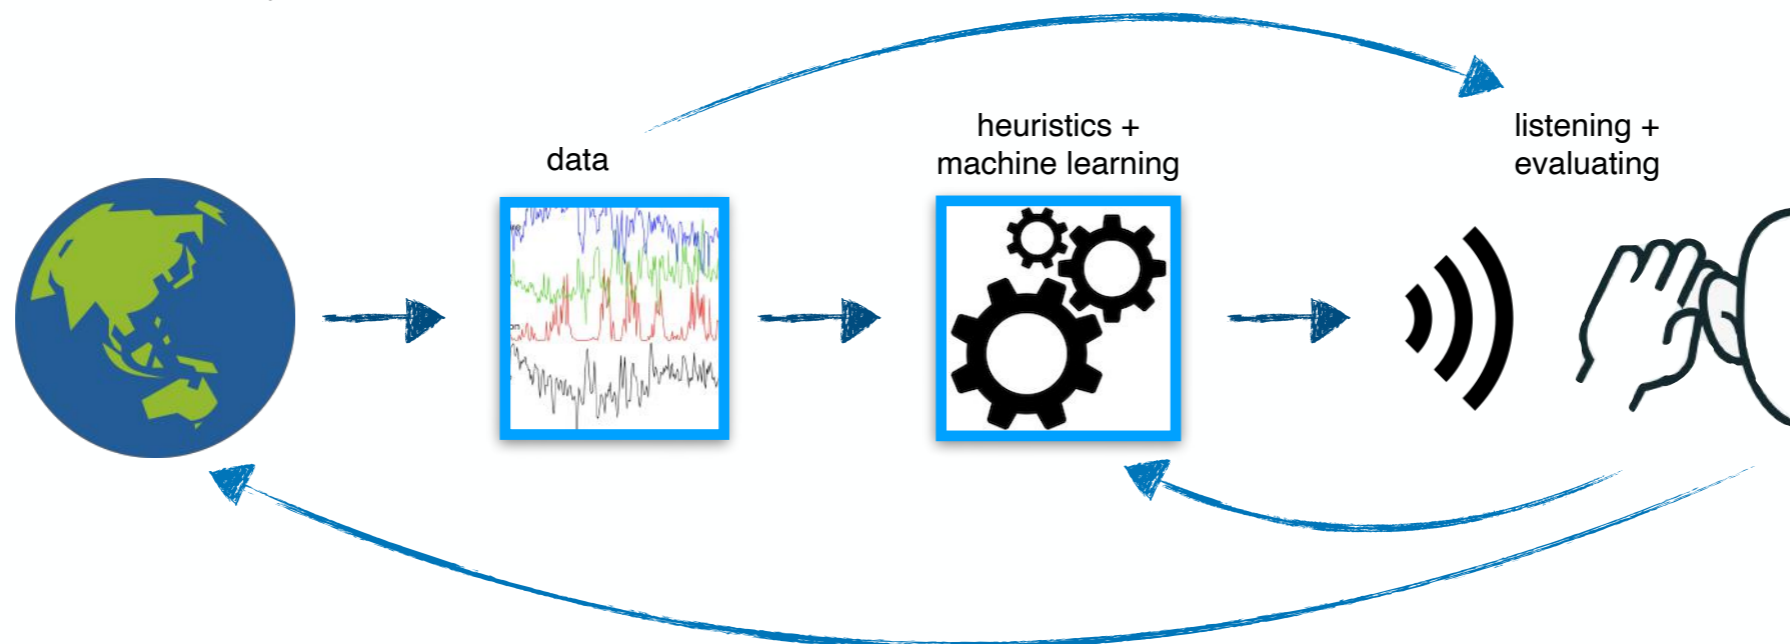 data
heuristics +
machine learning
listening +
evaluating